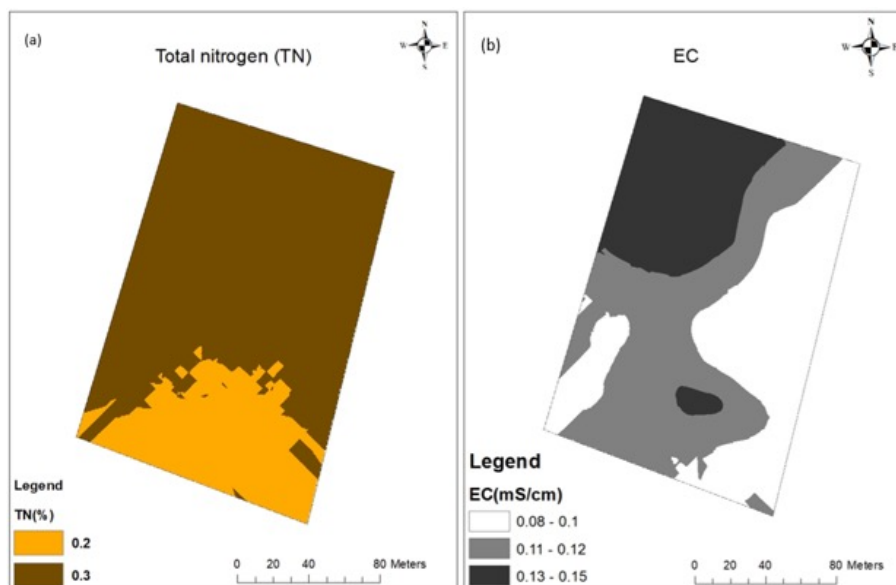 (a)
Total nitrogen (TN)
N
W E
S
Legend
TN(%)
0.2
0.3
0 20 40 80 Meters
(b)
EC
N
W E
S
Legend
EC(mS/cm)
0.08 - 0.1
0.11 - 0.12
0.13 - 0.15
0 20 40 80 Meters